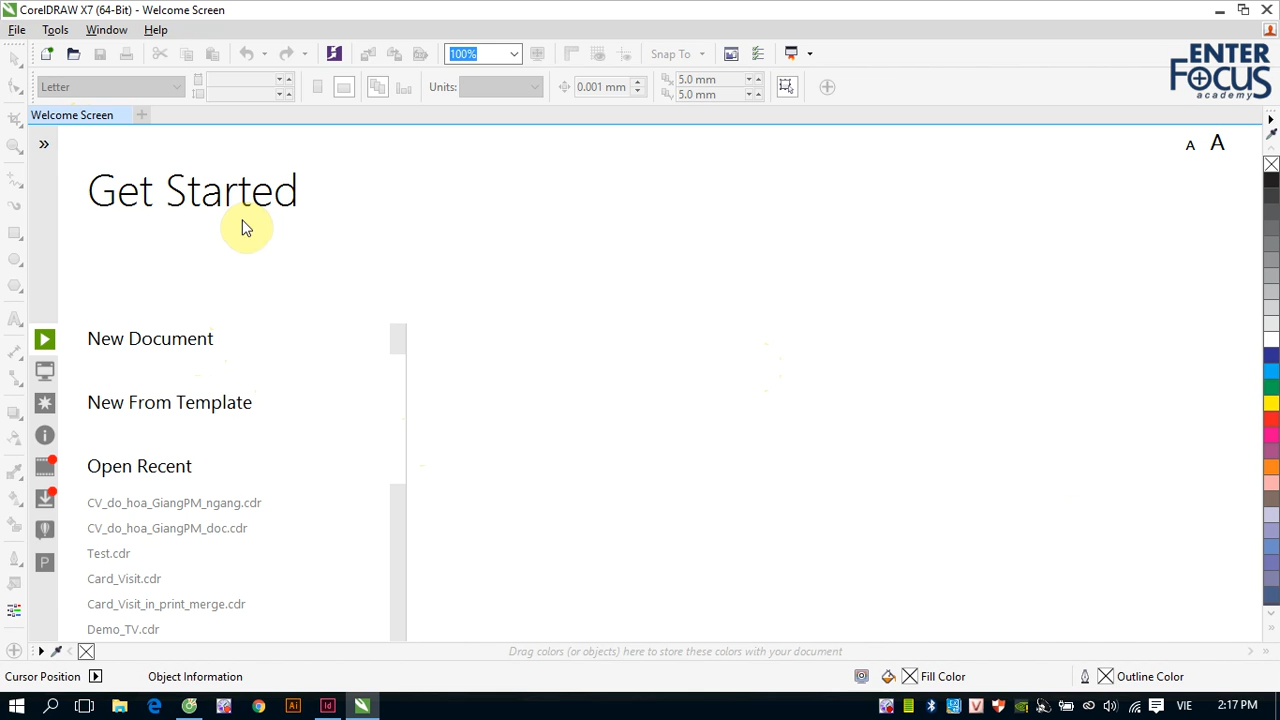 CorelDRAW X7 (64-Bit) - Welcome Screen
File Tools Window Help
100% Snap To
ENTER
FOCUS
academy
Letter Units: 0.001 mm 5.0 mm
5.0 mm
Welcome Screen
A A
Get Started
New Document
New From Template
Open Recent
CV_do_hoa_GiangPM_ngang.cdr
CV_do_hoa_GiangPM_doc.cdr
Test.cdr
Card_Visit.cdr
Card_Visit_in_print_merge.cdr
Demo_TV.cdr
Drag colors (or objects) here to store these colors with your document
Cursor Position Object Information Fill Color Outline Color
Ai Id VIE 2:17 PM